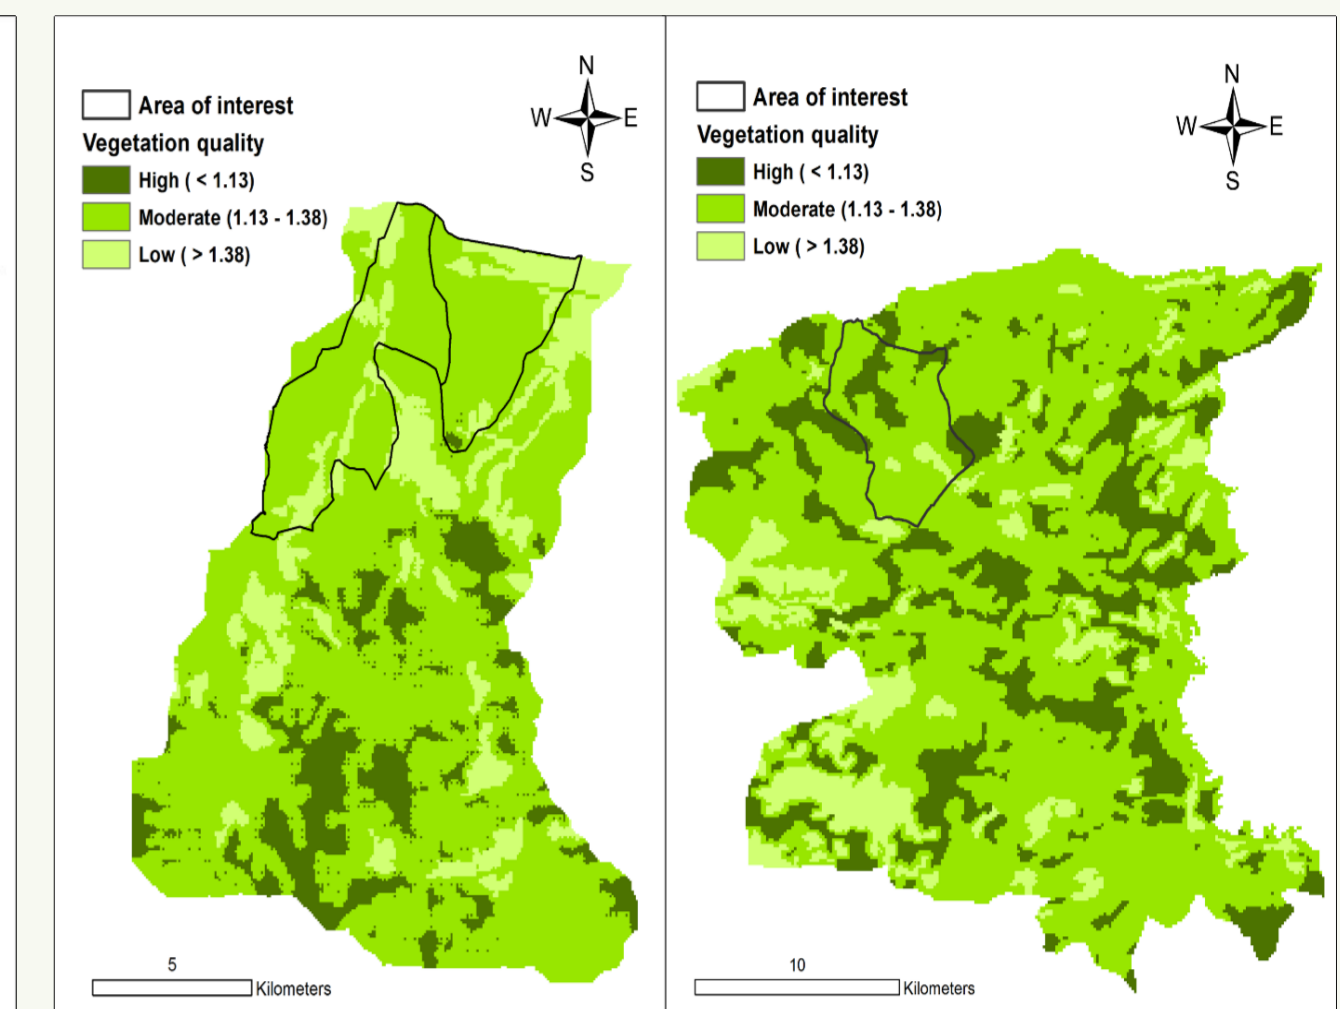 N
W E
S
Area of interest
Vegetation quality
High ( < 1.13)
Moderate (1.13 - 1.38)
Low ( > 1.38)
5
Kilometers
N
W E
S
Area of interest
Vegetation quality
High ( < 1.13)
Moderate (1.13 - 1.38)
Low ( > 1.38)
10
Kilometers